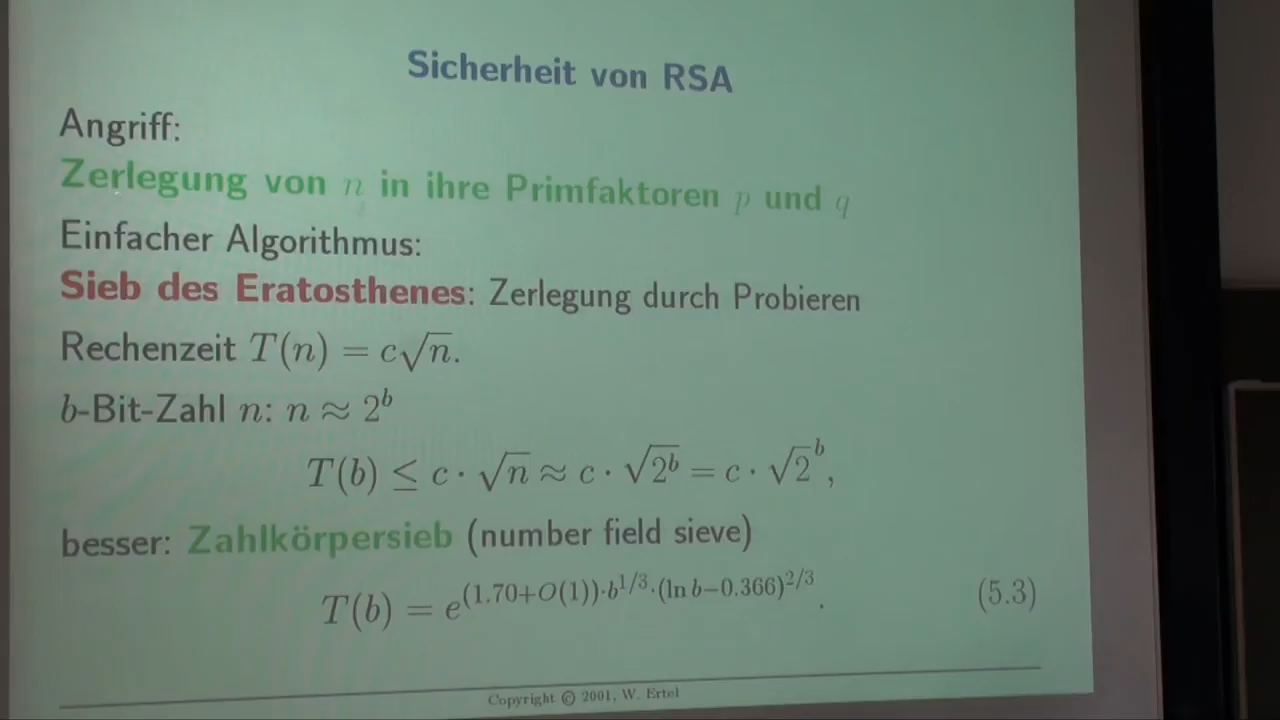 Sicherheit von RSA
Angriff:
Zerlegung von n in ihre Primfaktoren p und q
Einfacher Algorithmus:
Sieb des Eratosthenes: Zerlegung durch Probieren
Rechenzeit T(n) = c√n.
b-Bit-Zahl n: n ≈ 2^b
T(b) ≤ c · √n ≈ c · √(2^b) = c · √2^b,
besser: Zahlkörpersieb (number field sieve)
T(b) = e^{(1.70+O(1))·b^{1/3}·(ln b−0.366)^{2/3}}. (5.3)
Copyright © 2001, W. Ertel